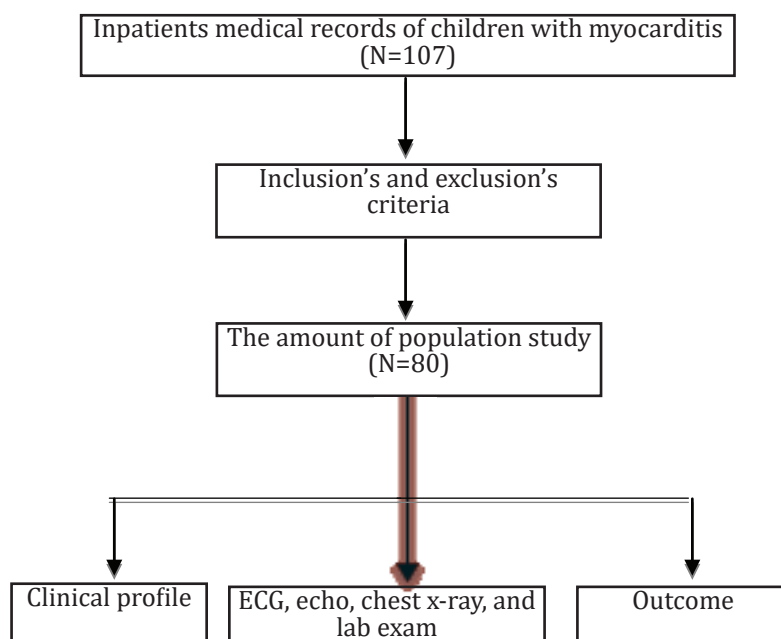 Inpatients medical records of children with myocarditis
(N=107)
Inclusion’s and exclusion’s
criteria
The amount of population study
(N=80)
Clinical profile
ECG, echo, chest x-ray, and
lab exam
Outcome